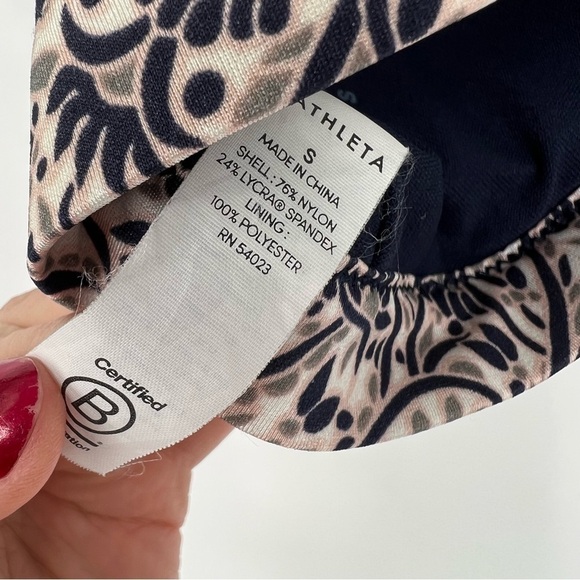 ATHLETA
S
MADE IN CHINA
SHELL : 76% NYLON
24% LYCRA® SPANDEX
LINING :
100% POLYESTER
RN 54023
Certified
B